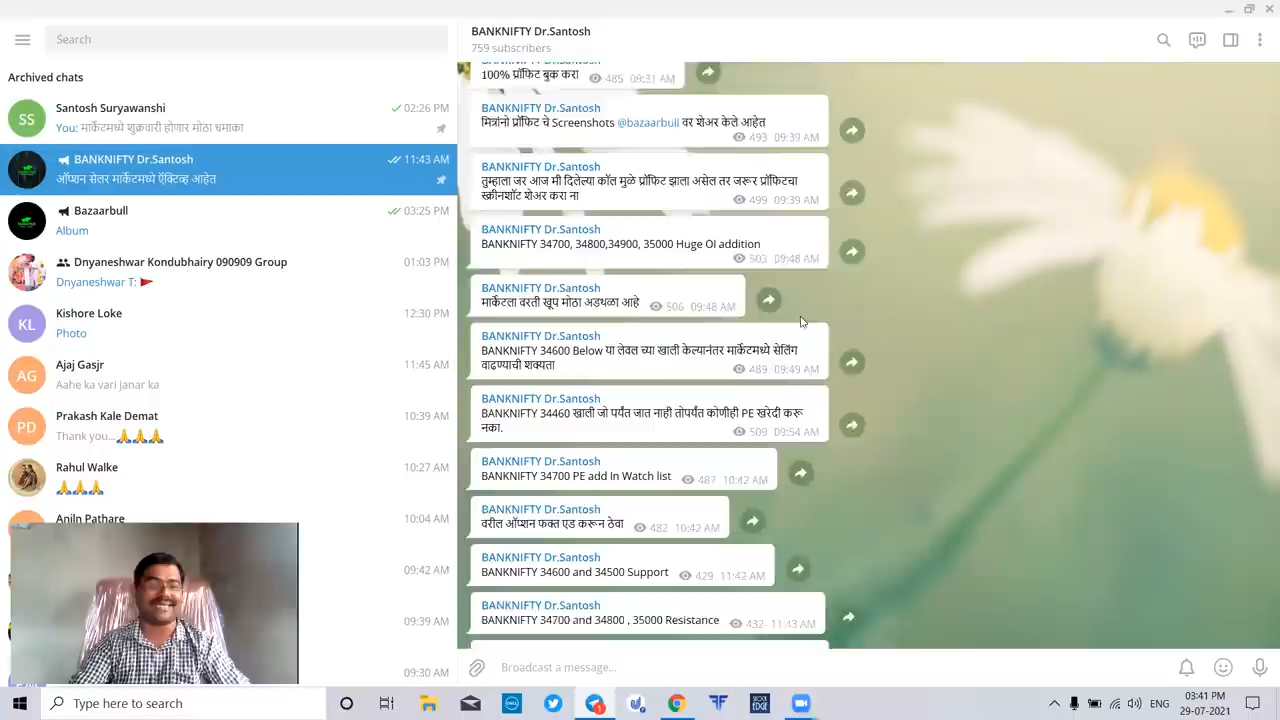 Search
Archived chats
SS
Santosh Suryawanshi
02:26 PM
You: मार्केटमध्ये शुक्रवारी होणार मोठा धमाका
BANKNIFTY Dr.Santosh
11:43 AM
ऑप्शन सेलर मार्केटमध्ये ऍक्टिव्ह आहेत
Bazaarbull
03:25 PM
Album
Dnyaneshwar Kondubhairy 090909 Group
01:03 PM
Dnyaneshwar T:
KL
Kishore Loke
12:30 PM
Photo
AG
Ajaj Gasjr
11:45 AM
Aahe ka vari janar ka
PD
Prakash Kale Demat
10:39 AM
Thank you...🙏🙏🙏
Rahul Walke
10:27 AM
🙏🙏🙏
Aniln Pathare
10:04 AM
09:42 AM
09:39 AM
09:30 AM
BANKNIFTY Dr.Santosh
759 subscribers
BANKNIFTY Dr.Santosh
100% प्रॉफिट बुक करा 485 09:31 AM
BANKNIFTY Dr.Santosh
मित्रांनो प्रॉफिट चे Screenshots @bazaarbull वर शेअर केले आहेत
493 09:39 AM
BANKNIFTY Dr.Santosh
तुम्हाला जर आज मी दिलेल्या कॉल मुळे प्रॉफिट झाला असेल तर जरूर प्रॉफिटचा
स्क्रीनशॉट शेअर करा ना
499 09:39 AM
BANKNIFTY Dr.Santosh
BANKNIFTY 34700, 34800,34900, 35000 Huge OI addition
503 09:48 AM
BANKNIFTY Dr.Santosh
मार्केटला वरती खूप मोठा अडथळा आहे 506 09:48 AM
BANKNIFTY Dr.Santosh
BANKNIFTY 34600 Below या लेवल च्या खाली केल्यानंतर मार्केटमध्ये सेलिंग
वाढण्याची शक्यता
489 09:49 AM
BANKNIFTY Dr.Santosh
BANKNIFTY 34460 खाली जो पर्यंत जात नाही तोपर्यंत कोणीही PE खरेदी करू
नका.
509 09:54 AM
BANKNIFTY Dr.Santosh
BANKNIFTY 34700 PE add In Watch list 487 10:42 AM
BANKNIFTY Dr.Santosh
वरील ऑप्शन फक्त एड करून ठेवा 482 10:42 AM
BANKNIFTY Dr.Santosh
BANKNIFTY 34600 and 34500 Support 429 11:42 AM
BANKNIFTY Dr.Santosh
BANKNIFTY 34700 and 34800 , 35000 Resistance 432 11:43 AM
Broadcast a message...
Type here to search
DELL
STOCK
EDGE
ENG
03:41 PM
29-07-2021